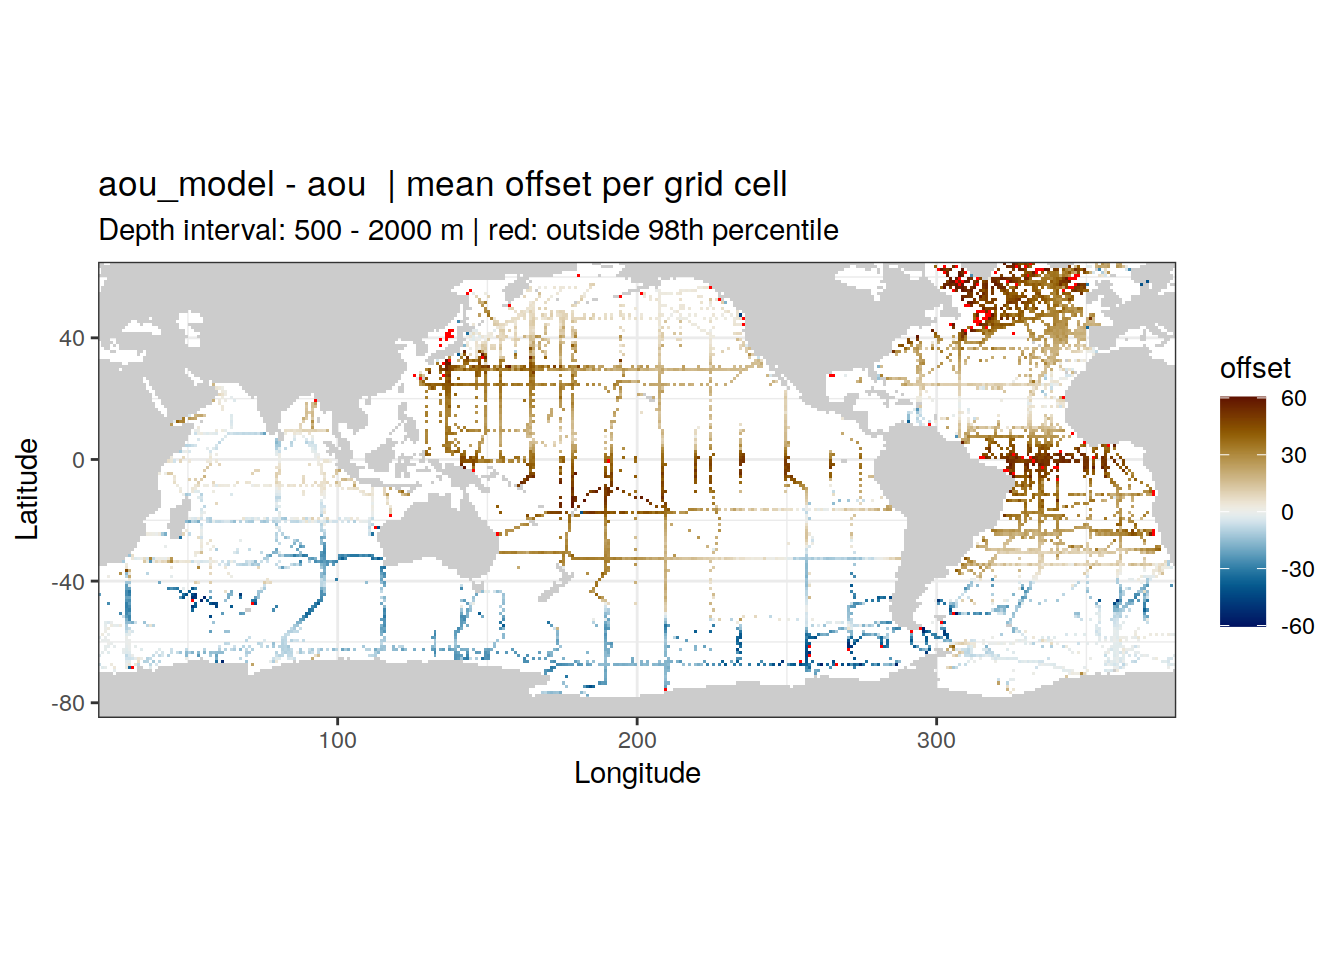 aou_model - aou  | mean offset per grid cell
Depth interval: 500 - 2000 m | red: outside 98th percentile
40
0
-40
-80
Latitude
100
200
300
Longitude
offset
60
30
0
-30
-60